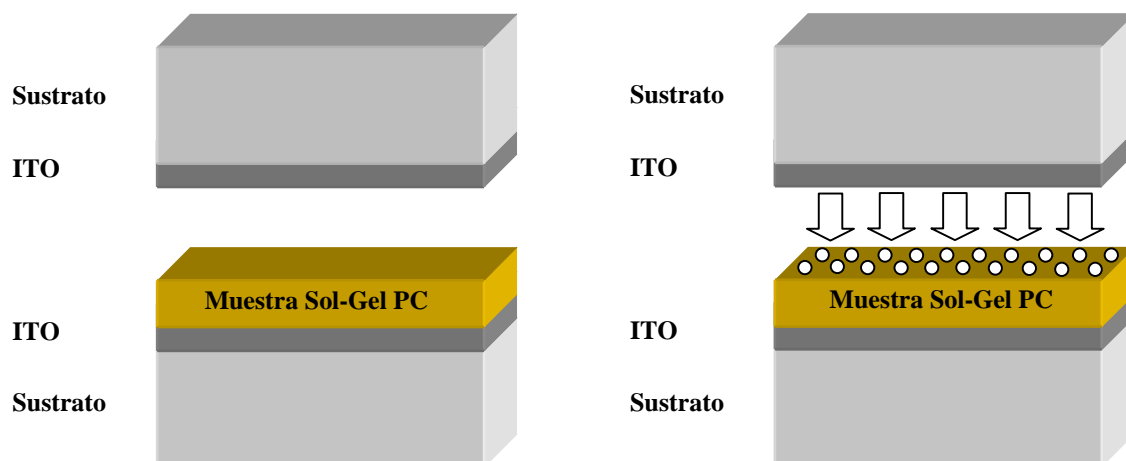 Sustrato
ITO
Muestra Sol-Gel PC
ITO
Sustrato
Sustrato
ITO
Muestra Sol-Gel PC
ITO
Sustrato